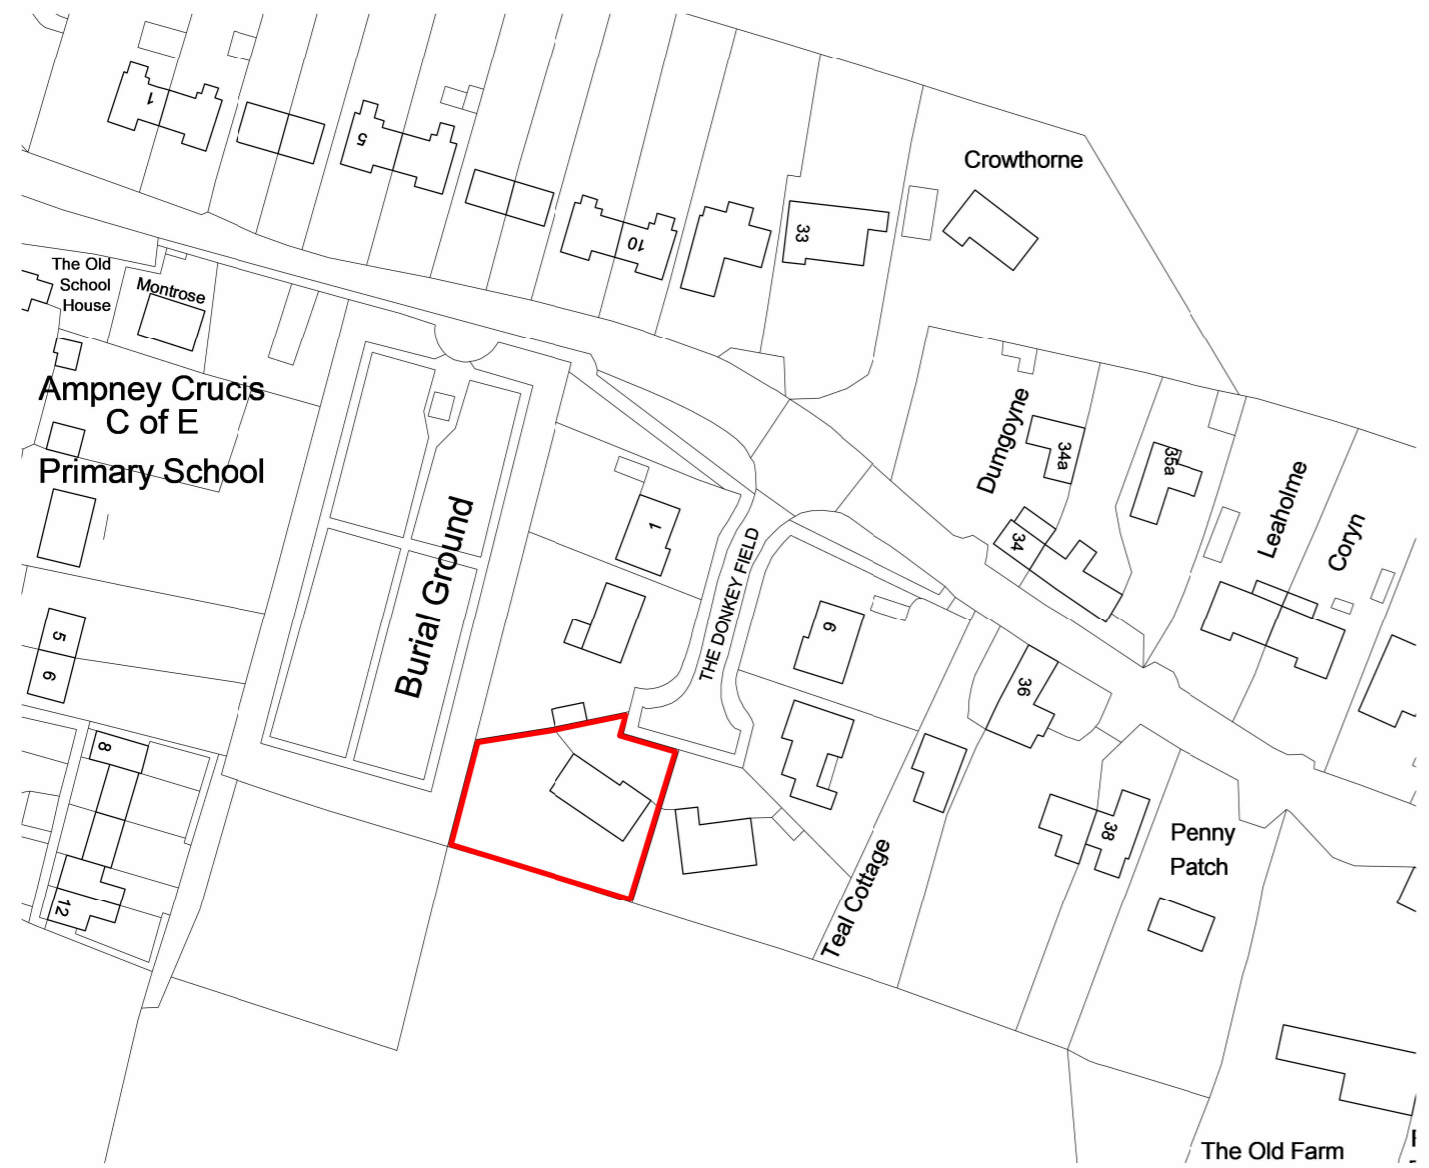 1
5
10
33
Crowthorne
The Old
School
House
Montrose
Ampney Crucis
C of E
Primary School
Burial Ground
Dumgoyne
34a
35a
34
Leaholme
Coryn
1
THE DONKEY FIELD
6
36
5
6
8
12
38
Penny
Patch
Teal Cottage
The Old Farm